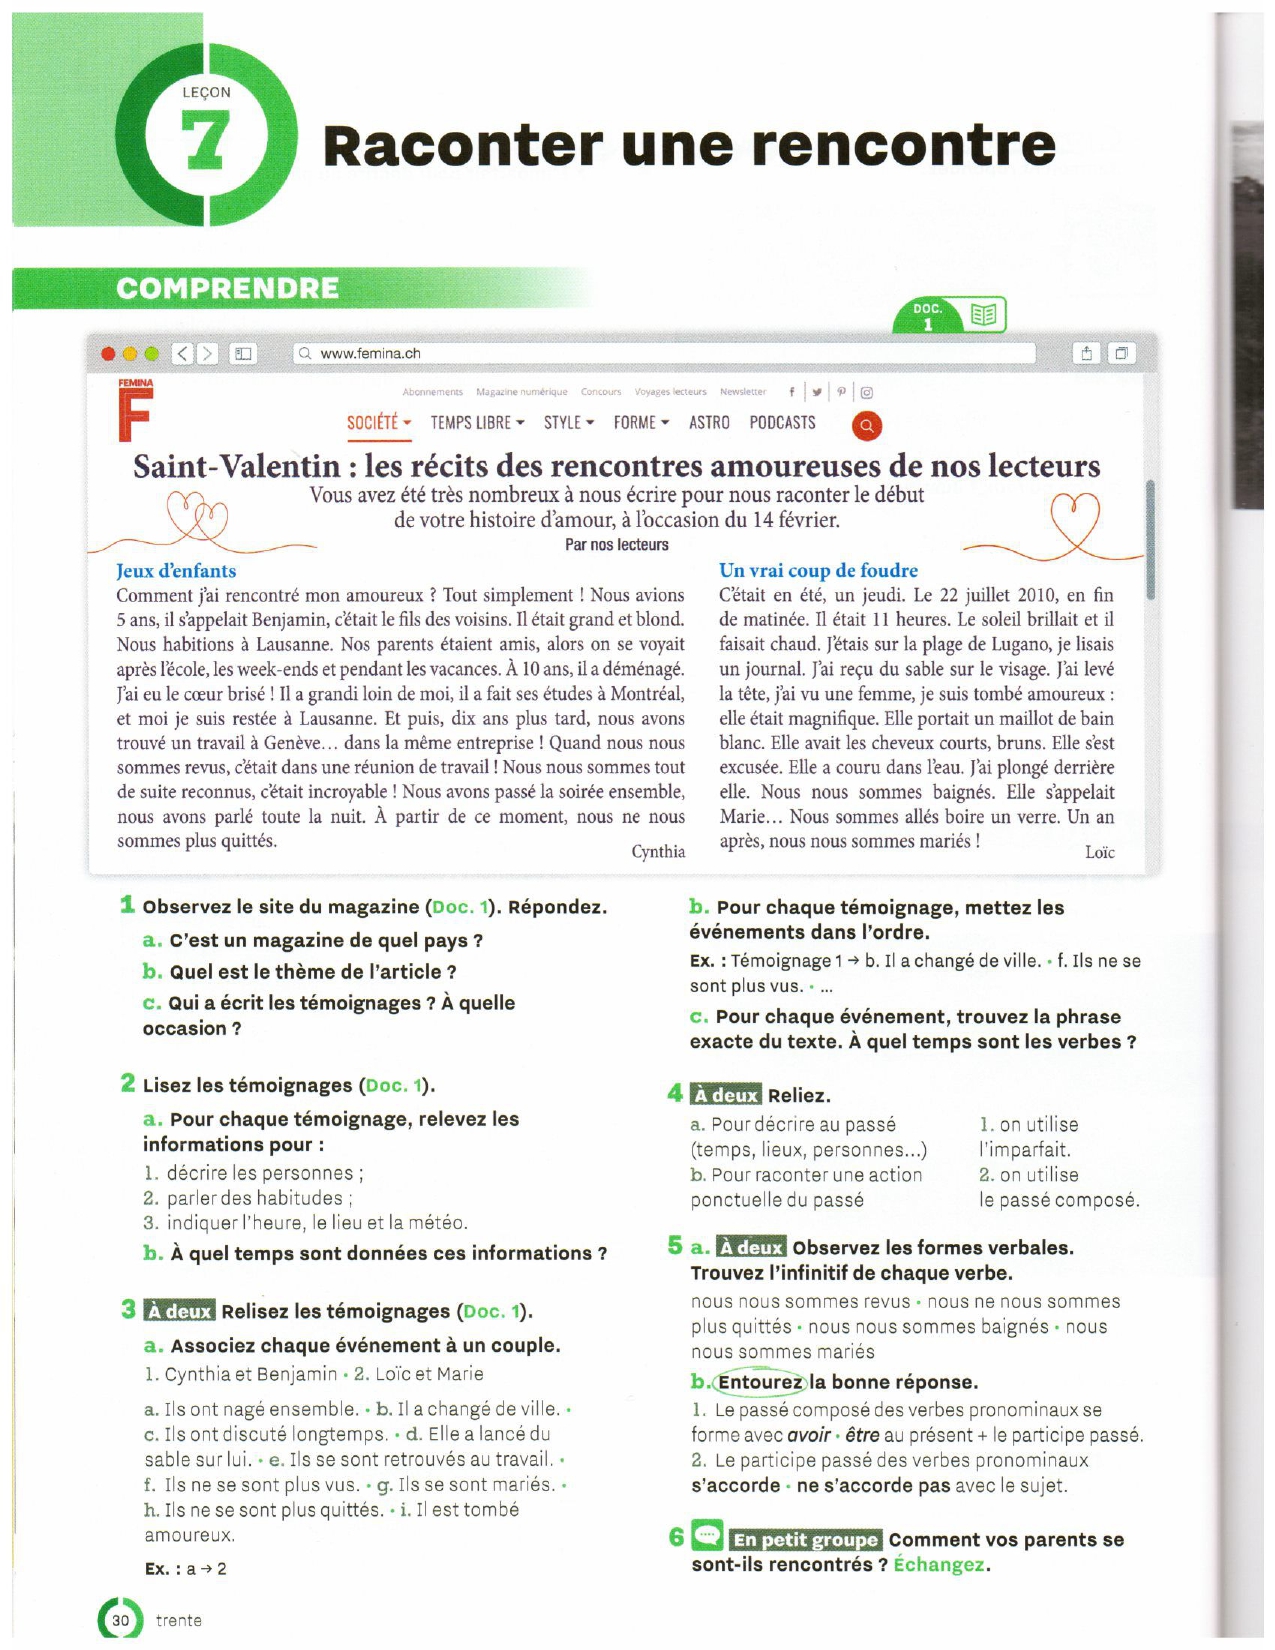 LEÇON
7
Raconter une rencontre
COMPRENDRE
DOC.
1
www.femina.ch
FEMINA
F
Abonnements Magazine numérique Concours Voyages lecteurs Newsletter
SOCIÉTÉ TEMPS LIBRE STYLE FORME ASTRO PODCASTS
Saint-Valentin : les récits des rencontres amoureuses de nos lecteurs
Vous avez été très nombreux à nous écrire pour nous raconter le début
de votre histoire d'amour, à l'occasion du 14 février.
Par nos lecteurs
Jeux d'enfants
Comment j'ai rencontré mon amoureux ? Tout simplement ! Nous avions
5 ans, il s'appelait Benjamin, c'était le fils des voisins. Il était grand et blond.
Nous habitions à Lausanne. Nos parents étaient amis, alors on se voyait
après l'école, les week-ends et pendant les vacances. À 10 ans, il a déménagé.
J'ai eu le cœur brisé ! Il a grandi loin de moi, il a fait ses études à Montréal,
et moi je suis restée à Lausanne. Et puis, dix ans plus tard, nous avons
trouvé un travail à Genève... dans la même entreprise ! Quand nous nous
sommes revus, c'était dans une réunion de travail ! Nous nous sommes tout
de suite reconnus, c'était incroyable ! Nous avons passé la soirée ensemble,
nous avons parlé toute la nuit. À partir de ce moment, nous ne nous
sommes plus quittés.
Cynthia
Un vrai coup de foudre
C'était en été, un jeudi. Le 22 juillet 2010, en fin
de matinée. Il était 11 heures. Le soleil brillait et il
faisait chaud. J'étais sur la plage de Lugano, je lisais
un journal. J'ai reçu du sable sur le visage. J'ai levé
la tête, j'ai vu une femme, je suis tombé amoureux :
elle était magnifique. Elle portait un maillot de bain
blanc. Elle avait les cheveux courts, bruns. Elle s'est
excusée. Elle a couru dans l'eau. J'ai plongé derrière
elle. Nous nous sommes baignés. Elle s'appelait
Marie... Nous sommes allés boire un verre. Un an
après, nous nous sommes mariés !
Loïc
1 Observez le site du magazine (Doc. 1). Répondez.
a. C'est un magazine de quel pays ?
b. Quel est le thème de l'article ?
c. Qui a écrit les témoignages ? À quelle
occasion ?
2 Lisez les témoignages (Doc. 1).
a. Pour chaque témoignage, relevez les
informations pour :
1. décrire les personnes ;
2. parler des habitudes ;
3. indiquer l'heure, le lieu et la météo.
b. À quel temps sont données ces informations ?
3 À deux Relisez les témoignages (Doc. 1).
a. Associez chaque événement à un couple.
1. Cynthia et Benjamin • 2. Loïc et Marie
a. Ils ont nagé ensemble. • b. Il a changé de ville. •
c. Ils ont discuté longtemps. • d. Elle a lancé du
sable sur lui. • e. Ils se sont retrouvés au travail. •
f. Ils ne se sont plus vus. • g. Ils se sont mariés. •
h. Ils ne se sont plus quittés. • i. Il est tombé
amoureux.
Ex. : a → 2
b. Pour chaque témoignage, mettez les
événements dans l'ordre.
Ex. : Témoignage 1 → b. Il a changé de ville. • f. Ils ne se
sont plus vus. • ...
c. Pour chaque événement, trouvez la phrase
exacte du texte. À quel temps sont les verbes ?
4 À deux Reliez.
a. Pour décrire au passé
(temps, lieux, personnes...)
b. Pour raconter une action
ponctuelle du passé
1. on utilise
l'imparfait.
2. on utilise
le passé composé.
5 a. À deux Observez les formes verbales.
Trouvez l'infinitif de chaque verbe.
nous nous sommes revus • nous ne nous sommes
plus quittés • nous nous sommes baignés • nous
nous sommes mariés
b. Entourez la bonne réponse.
1. Le passé composé des verbes pronominaux se
forme avec avoir • être au présent + le participe passé.
2. Le participe passé des verbes pronominaux
s'accorde • ne s'accorde pas avec le sujet.
6 En petit groupe Comment vos parents se
sont-ils rencontrés ? Échangez.
30 trente